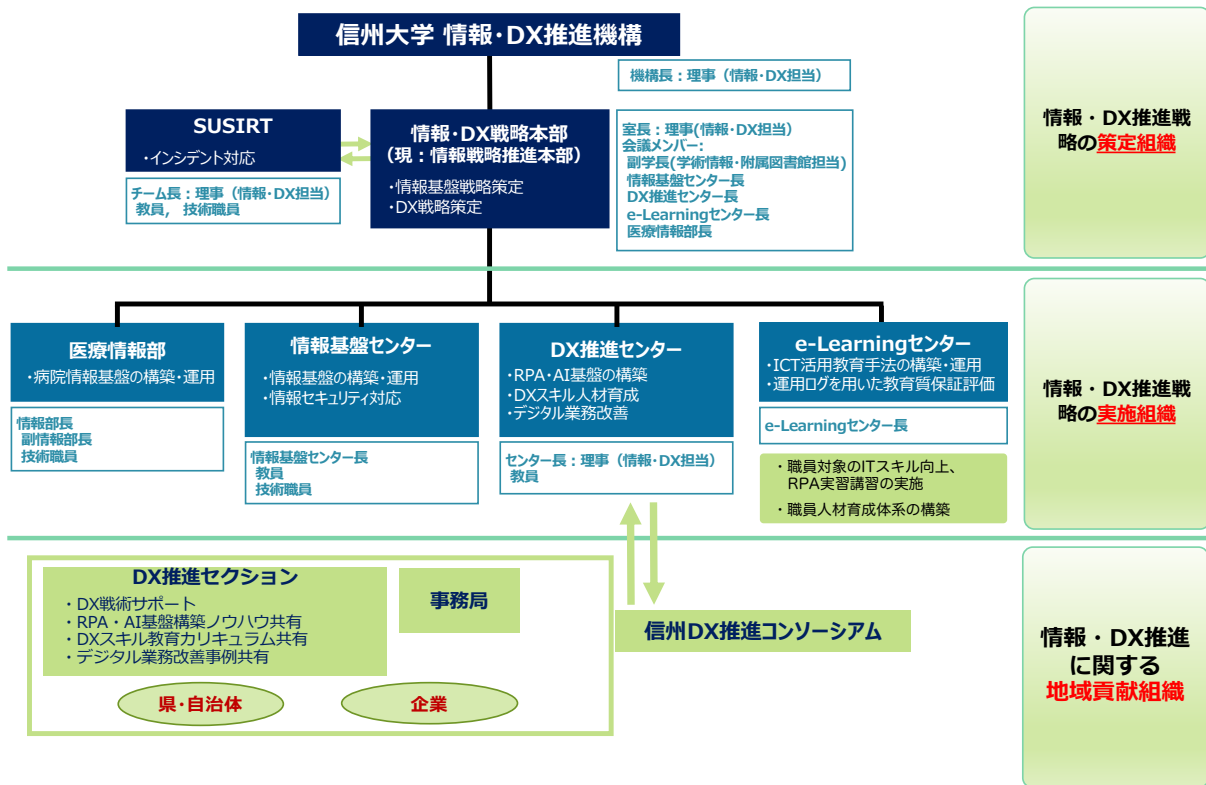 信州大学 情報・DX推進機構
機構長：理事（情報・DX担当）
SUSIRT
・インシデント対応
チーム長：理事（情報・DX担当）
教員， 技術職員
情報・DX戦略本部
（現：情報戦略推進本部）
・情報基盤戦略策定
・DX戦略策定
室長：理事(情報・DX担当）
会議メンバー:
副学長(学術情報・附属図書館担当）
情報基盤センター長
DX推進センター長
e-Learningセンター長
医療情報部長
情報・DX推進戦
略の策定組織
医療情報部
・病院情報基盤の構築・運用
情報部長
副情報部長
技術職員
情報基盤センター
・情報基盤の構築・運用
・情報セキュリティ対応
情報基盤センター長
教員
技術職員
DX推進センター
・RPA・AI基盤の構築
・DXスキル人材育成
・デジタル業務改善
センター長：理事（情報・DX担当）
教員
e-Learningセンター
・ICT活用教育手法の構築・運用
・運用ログを用いた教育質保証評価
e-Learningセンター長
・職員対象のITスキル向上、
RPA実習講習の実施
・職員人材育成体系の構築
情報・DX推進戦
略の実施組織
DX推進セクション
・DX戦術サポート
・RPA・AI基盤構築ノウハウ共有
・DXスキル教育カリキュラム共有
・デジタル業務改善事例共有
事務局
県・自治体
企業
信州DX推進コンソーシアム
情報・DX推進
に関する
地域貢献組織